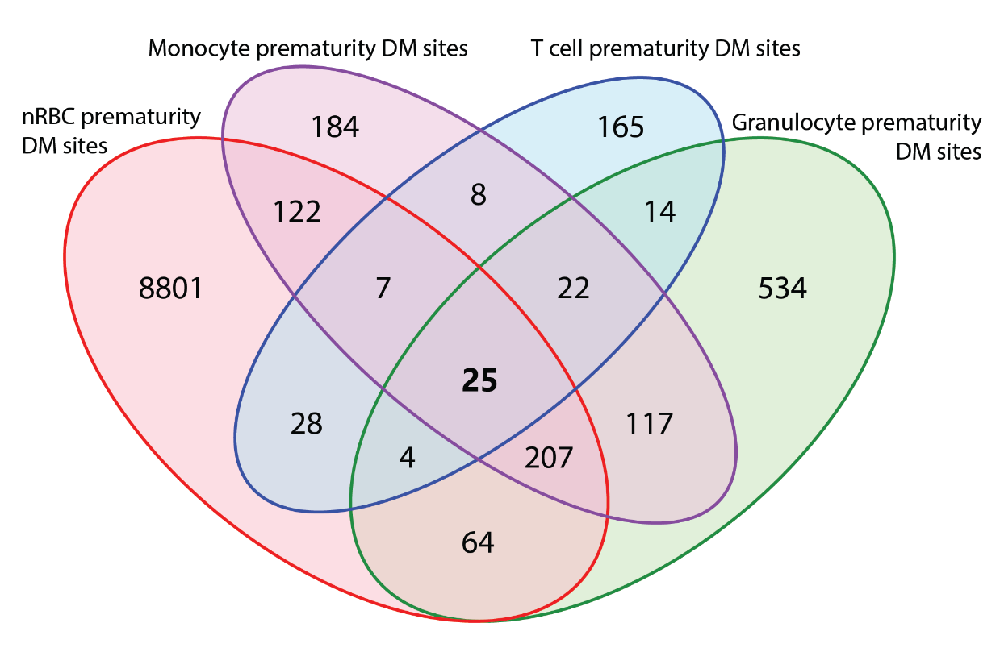 Monocyte prematurity DM sites
T cell prematurity DM sites
nRBC prematurity
DM sites
Granulocyte prematurity
DM sites
184
165
8
122
14
8801
7
22
534
25
28
117
4
207
64